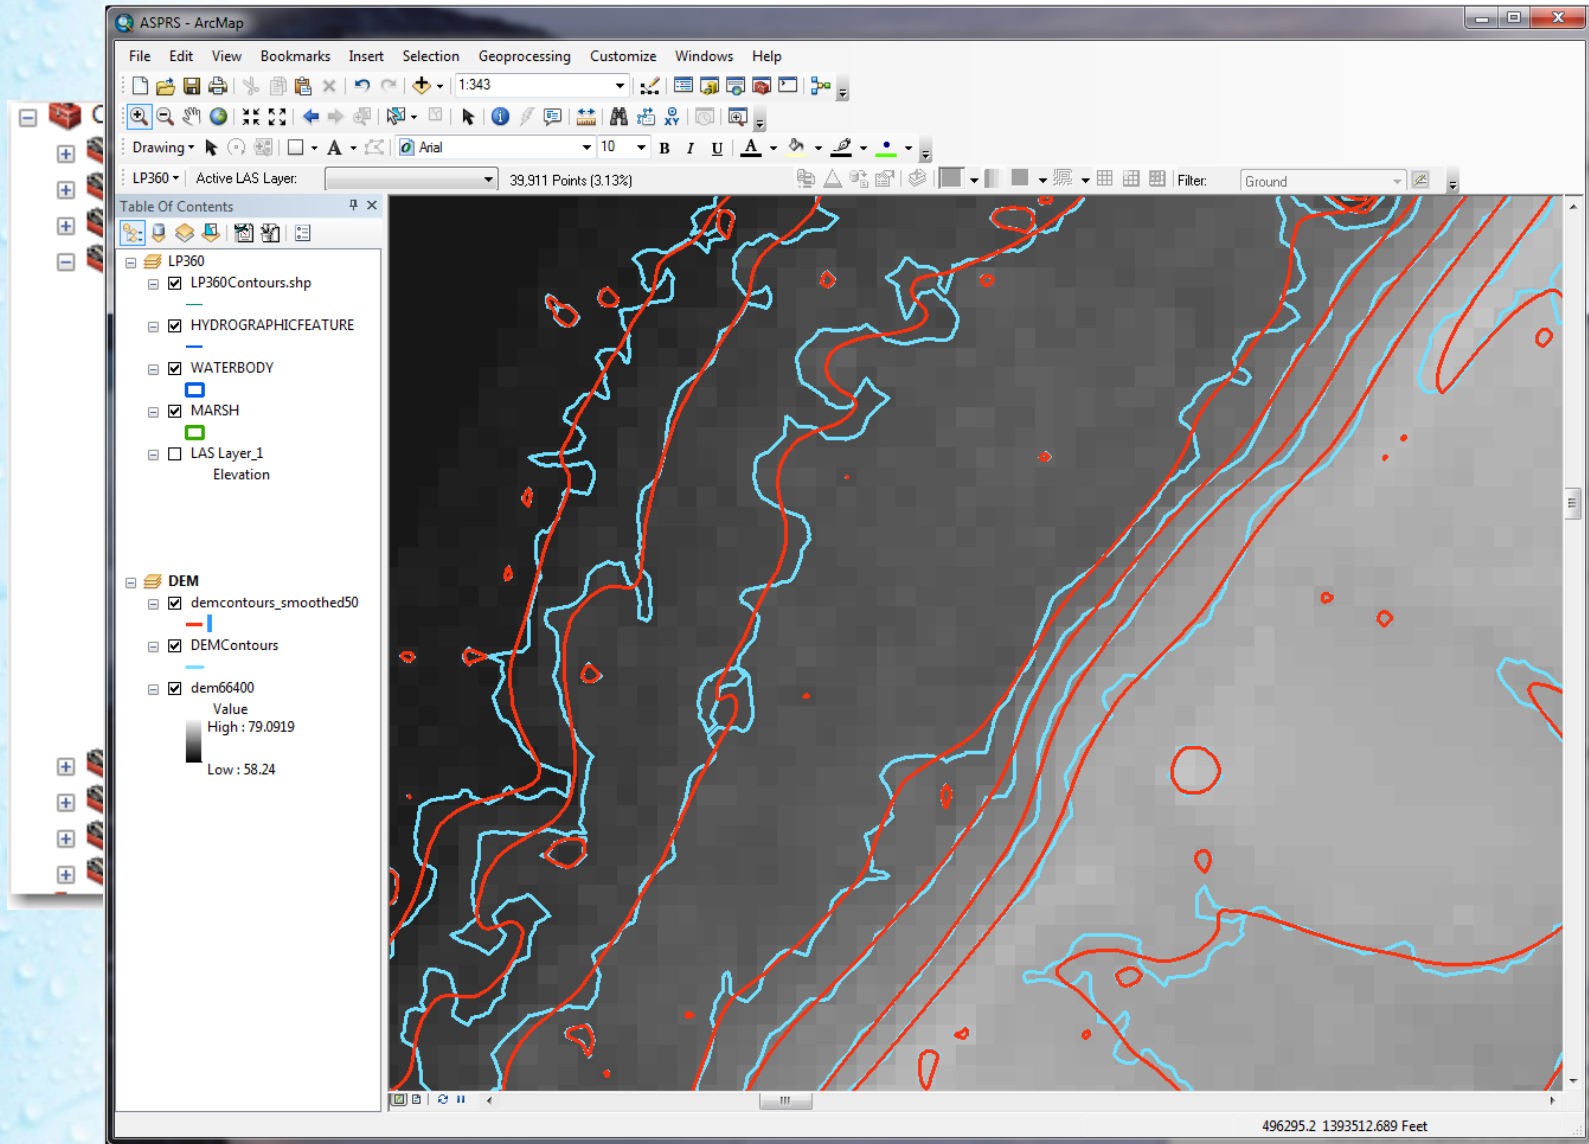 ASPRS - ArcMap
File Edit View Bookmarks Insert Selection Geoprocessing Customize Windows Help
1:343
XY
Drawing A Arial 10 B I U A
LP360 Active LAS Layer: 39,911 Points (3.13%) Filter: Ground
Table Of Contents
LP360
LP360Contours.shp
HYDROGRAPHICFEATURE
WATERBODY
MARSH
LAS Layer_1
Elevation
DEM
demcontours_smoothed50
DEMContours
dem66400
Value
High : 79.0919
Low : 58.24
496295.2 1393512.689 Feet